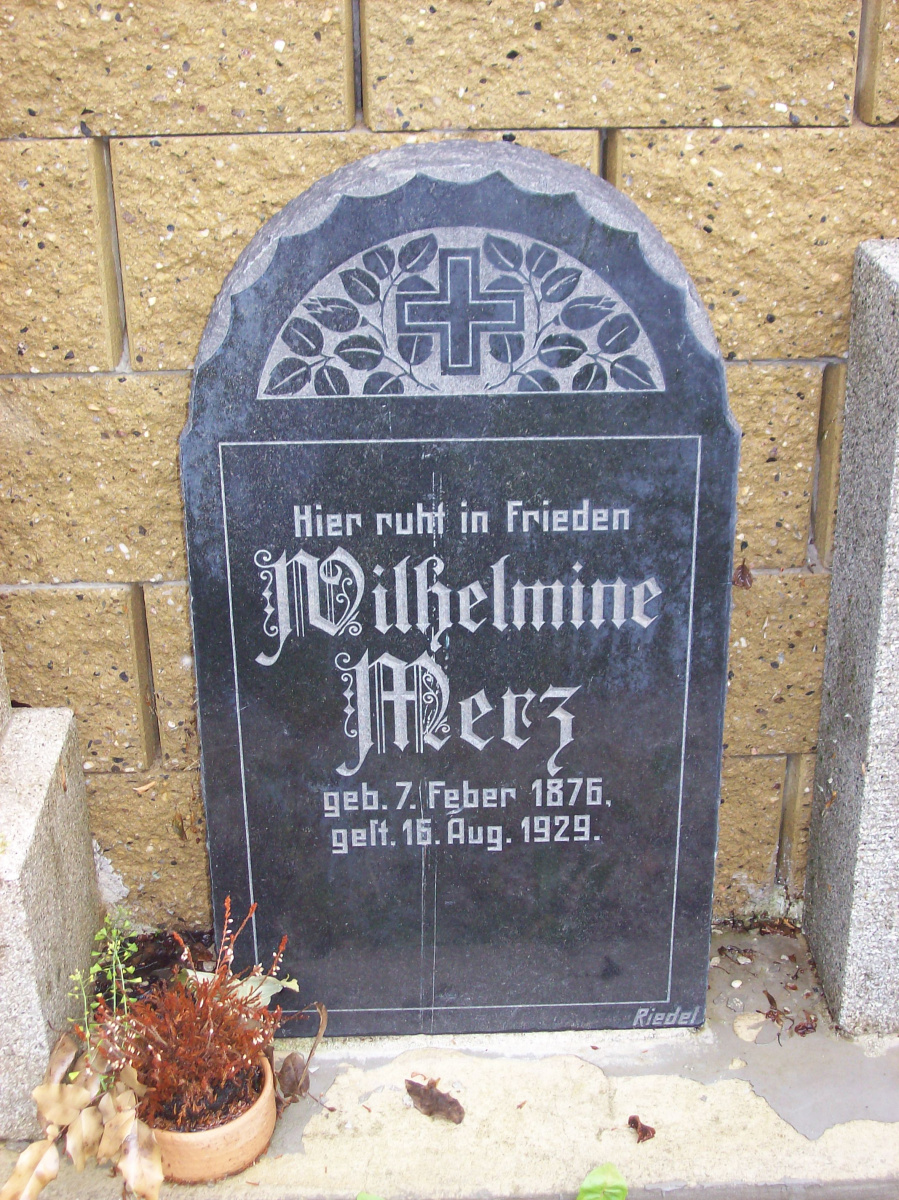 Hier ruht in Frieden
Wilhelmine
Merz
geb. 7. Feber 1876,
geſt. 16. Aug. 1929.
Riedel